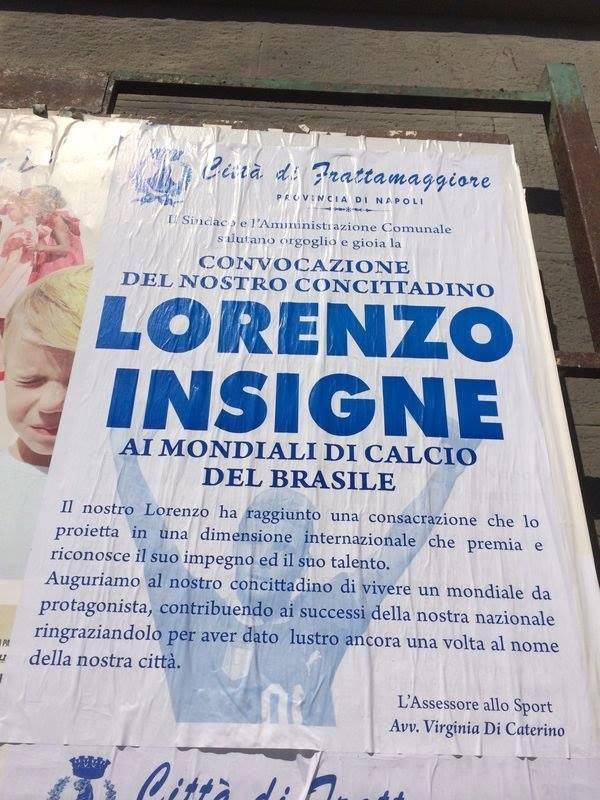 Città di Frattamaggiore
PROVINCIA DI NAPOLI
Il Sindaco e l'Amministrazione Comunale
salutano orgoglio e gioia la
CONVOCAZIONE
DEL NOSTRO CONCITTADINO
LORENZO
INSIGNE
AI MONDIALI DI CALCIO
DEL BRASILE
Il nostro Lorenzo ha raggiunto una consacrazione che lo
proietta in una dimensione internazionale che premia e
riconosce il suo impegno ed il suo talento.
Auguriamo al nostro concittadino di vivere un mondiale da
protagonista, contribuendo ai successi della nostra nazionale
ringraziandolo per aver dato lustro ancora una volta al nome
della nostra città.
L'Assessore allo Sport
Avv. Virginia Di Caterino
Città di